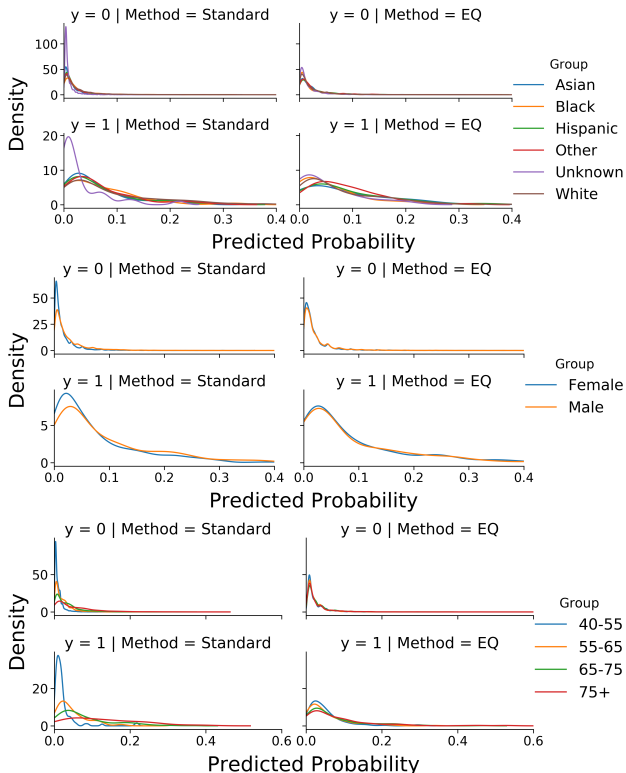 y = 0 | Method = Standard
y = 0 | Method = EQ
100
50
0
Density
Group
Asian
Black
Hispanic
Other
Unknown
White
y = 1 | Method = Standard
y = 1 | Method = EQ
20
10
0
0.0 0.1 0.2 0.3 0.4
0.0 0.1 0.2 0.3 0.4
Predicted Probability
y = 0 | Method = Standard
y = 0 | Method = EQ
50
25
0
Density
Group
Female
Male
y = 1 | Method = Standard
y = 1 | Method = EQ
5
0
0.0 0.1 0.2 0.3 0.4
0.0 0.1 0.2 0.3 0.4
Predicted Probability
y = 0 | Method = Standard
y = 0 | Method = EQ
50
0
Density
Group
40-55
55-65
65-75
75+
y = 1 | Method = Standard
y = 1 | Method = EQ
20
0
0.0 0.2 0.4 0.6
0.0 0.2 0.4 0.6
Predicted Probability